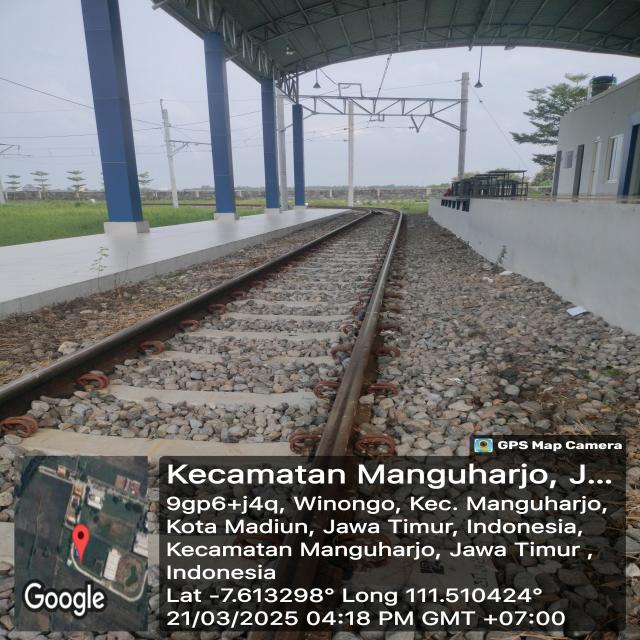 GPS Map Camera
Kecamatan Manguharjo, J...
9gp6+j4q, Winongo, Kec. Manguharjo,
Kota Madiun, Jawa Timur, Indonesia,
Kecamatan Manguharjo, Jawa Timur ,
Indonesia
Lat -7.613298° Long 111.510424°
21/03/2025 04:18 PM GMT +07:00
Google